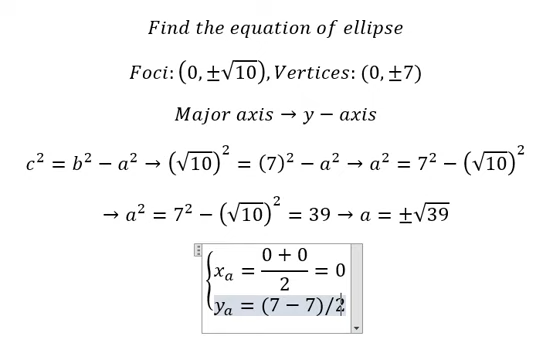 Find the equation of ellipse
Foci: (0, ±√10), Vertices: (0, ±7)
Major axis → y − axis
c² = b² − a² → (√10)² = (7)² − a² → a² = 7² − (√10)²
→ a² = 7² − (√10)² = 39 → a = ±√39
xₐ = (0 + 0)/2 = 0
yₐ = (7 − 7)/2